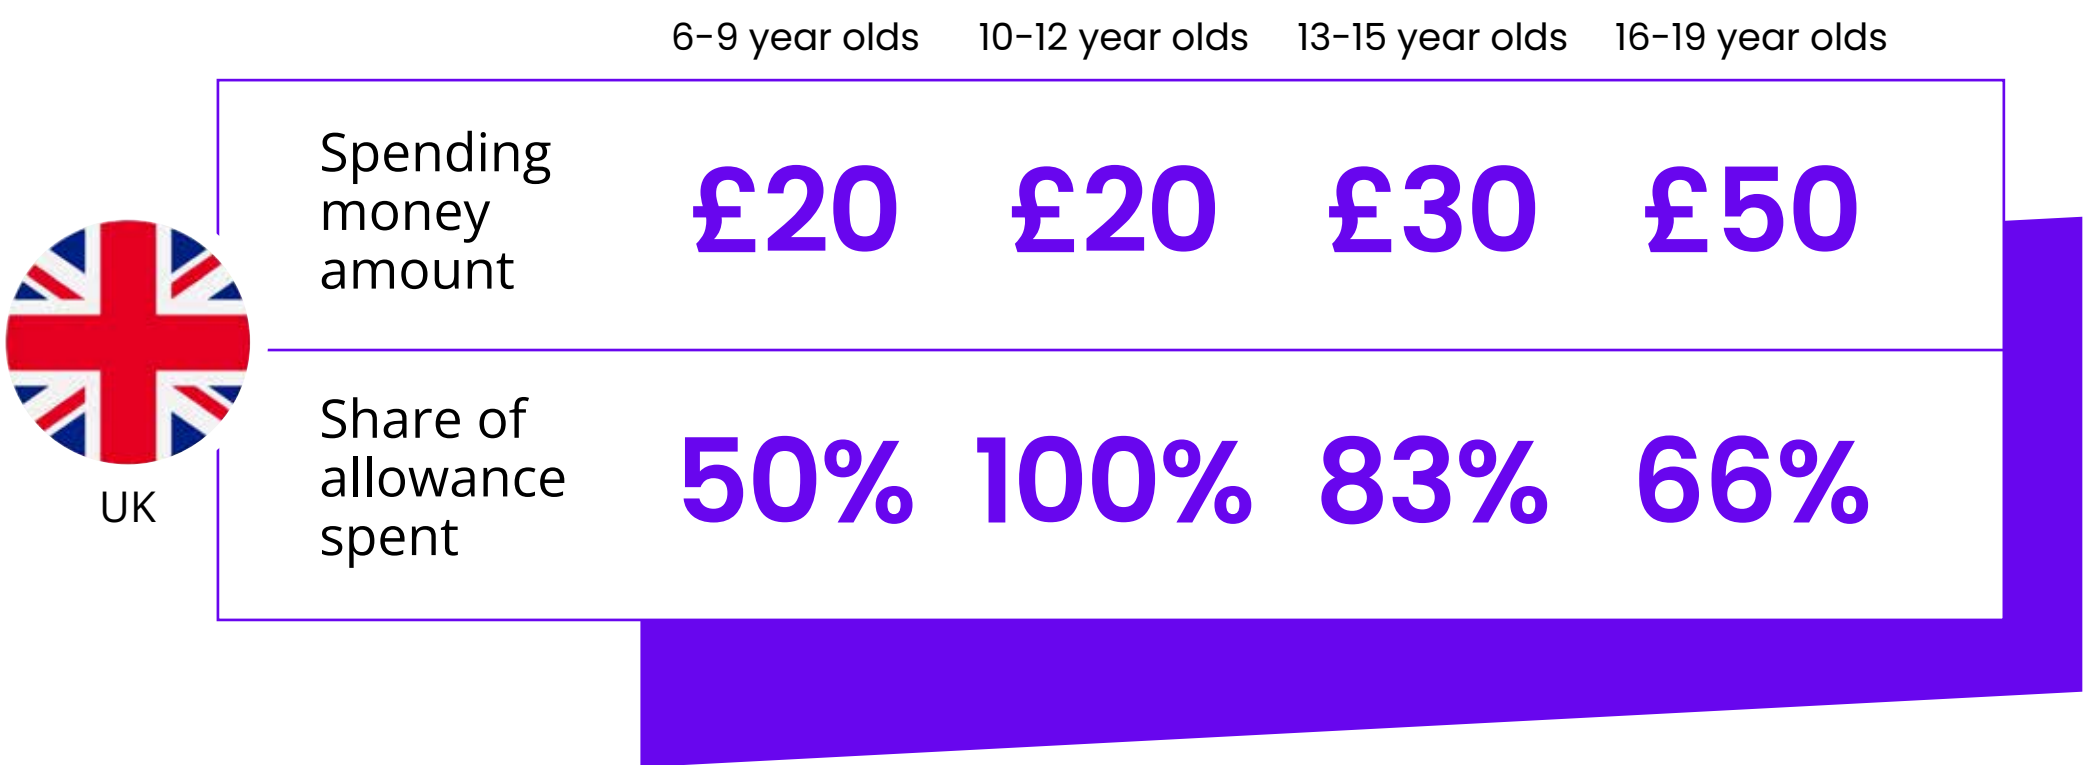 6-9 year olds 10-12 year olds 13-15 year olds 16-19 year olds
Spending
money
amount
£20 £20 £30 £50
Share of
allowance
spent
50% 100% 83% 66%
UK